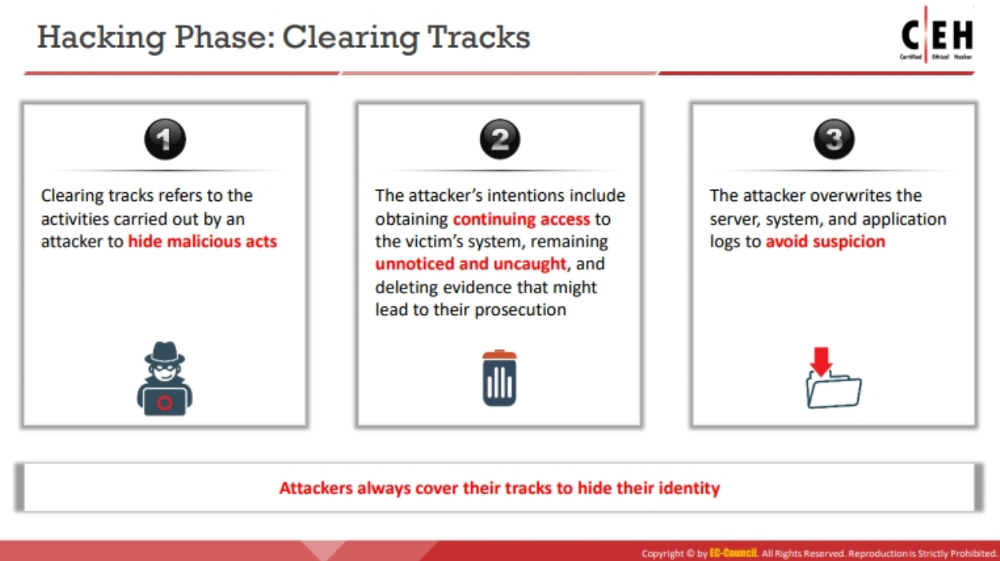 Hacking Phase: Clearing Tracks
C|EH
Certified Ethical Hacker
1
Clearing tracks refers to the
activities carried out by an
attacker to hide malicious acts
2
The attacker’s intentions include
obtaining continuing access to
the victim’s system, remaining
unnoticed and uncaught, and
deleting evidence that might
lead to their prosecution
3
The attacker overwrites the
server, system, and application
logs to avoid suspicion
Attackers always cover their tracks to hide their identity
Copyright © by EC-Council. All Rights Reserved. Reproduction is Strictly Prohibited.